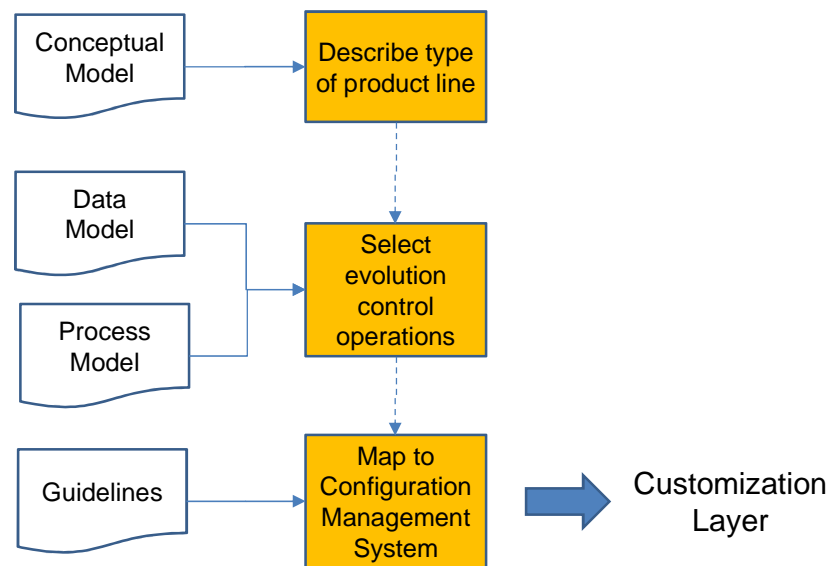 Conceptual
Model
Describe type
of product line
Data
Model
Select
evolution
control
operations
Process
Model
Guidelines
Map to
Configuration
Management
System
Customization
Layer